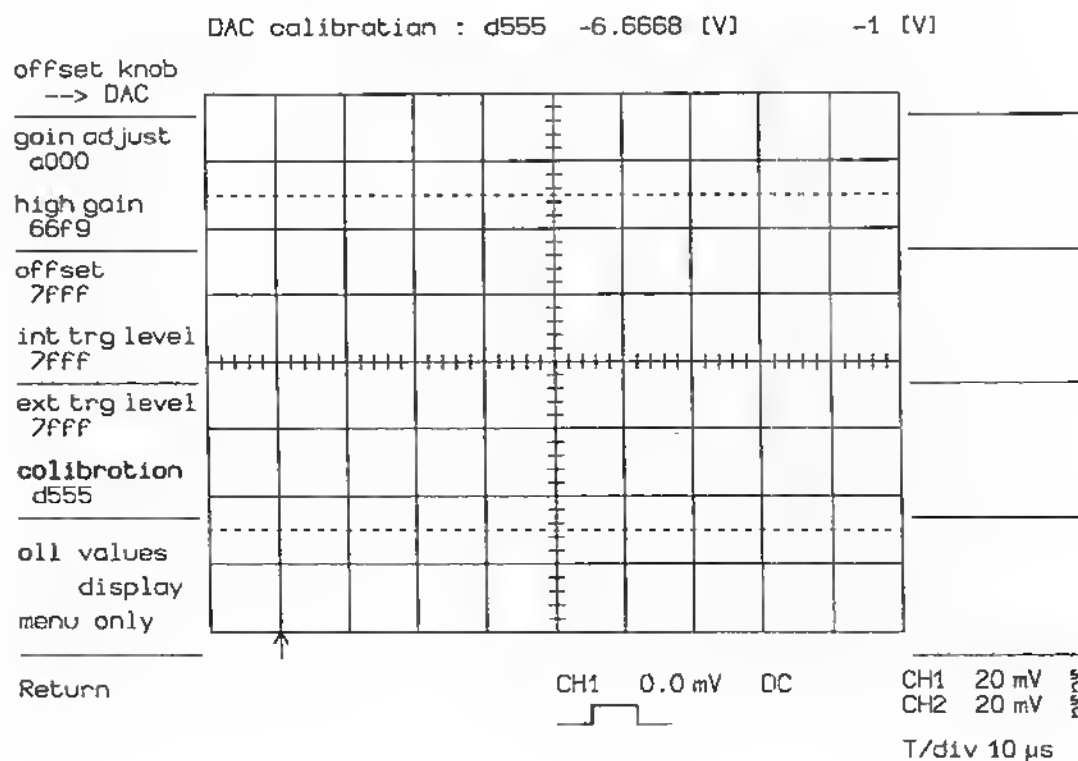 DAC calibration : d555 -6.6668 [V] -1 [V]
offset knob
--> DAC
gain adjust
a000
high gain
66f9
offset
7fff
int trg level
7fff
ext trg level
7fff
calibration
d555
all values
display
menu only
Return
CH1 0.0 mV DC
CH1 20 mV
CH2 20 mV
T/div 10 µs